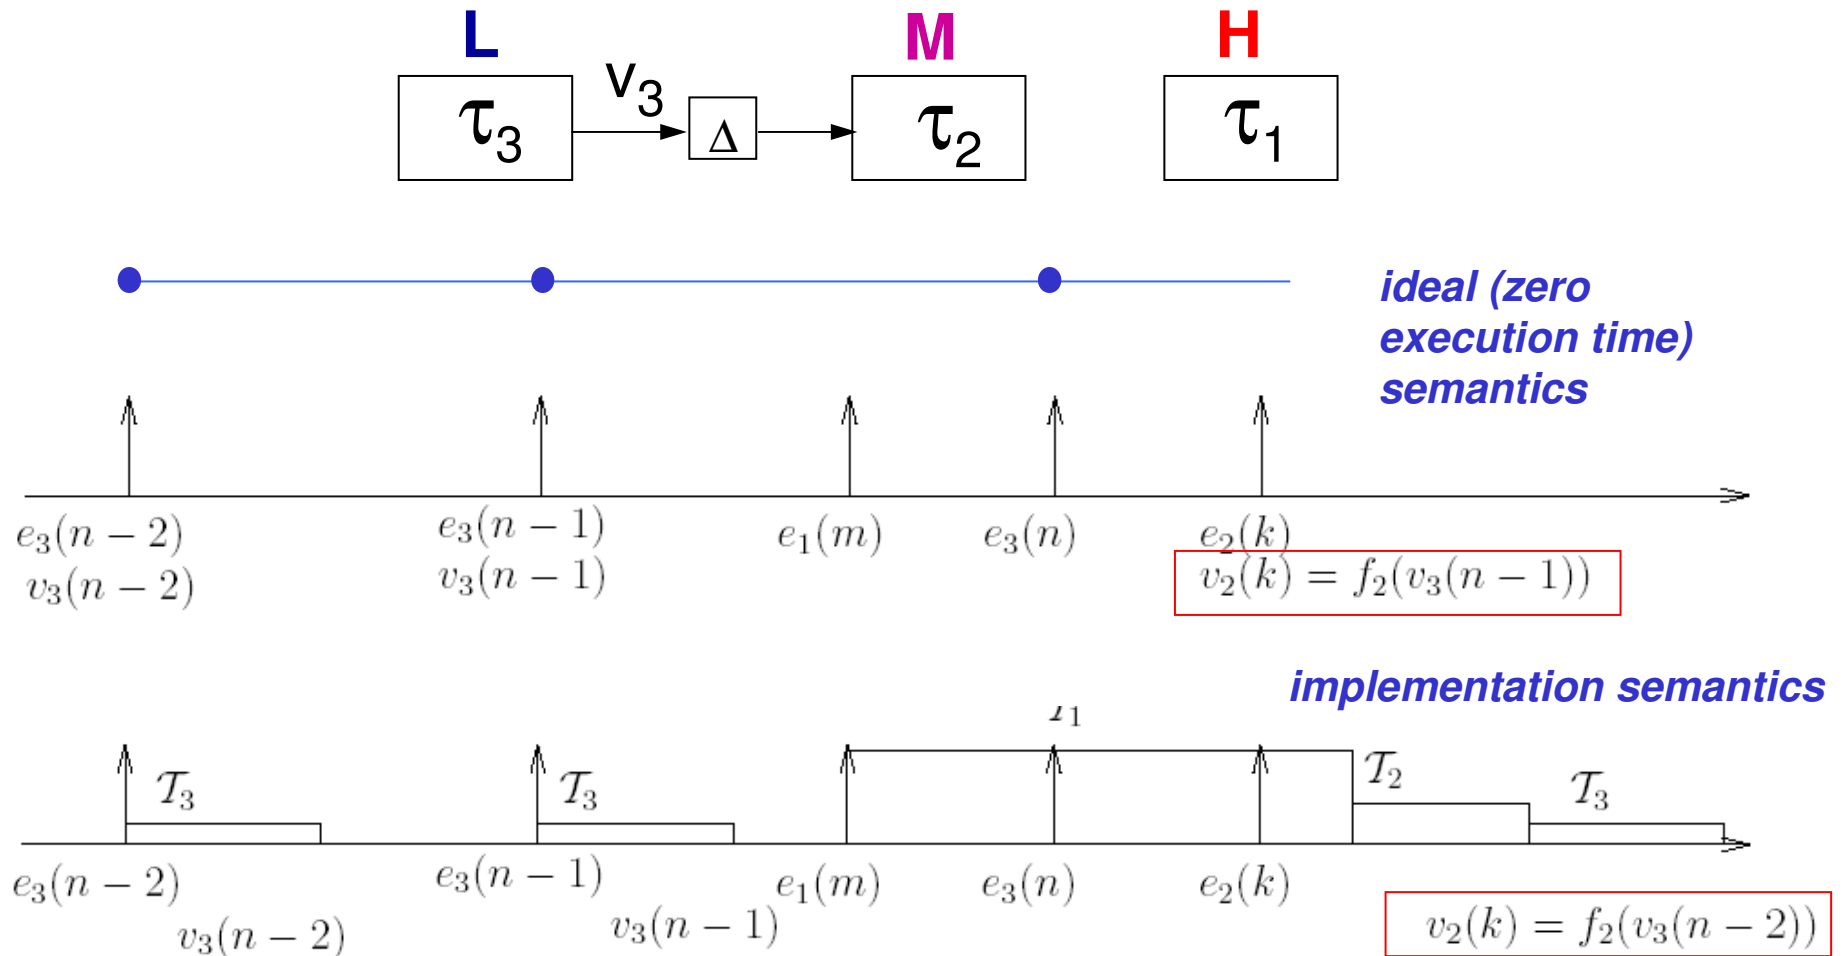 L M H
τ₃ v₃ Δ τ₂ τ₁
ideal (zero
execution time)
semantics
e₃(n − 2) e₃(n − 1) e₁(m) e₃(n) e₂(k)
v₃(n − 2) v₃(n − 1) v₂(k) = f₂(v₃(n − 1))
implementation semantics
𝒯₃ 𝒯₃ 𝒯₂ 𝒯₃
e₃(n − 2) e₃(n − 1) e₁(m) e₃(n) e₂(k)
v₃(n − 2) v₃(n − 1) v₂(k) = f₂(v₃(n − 2))